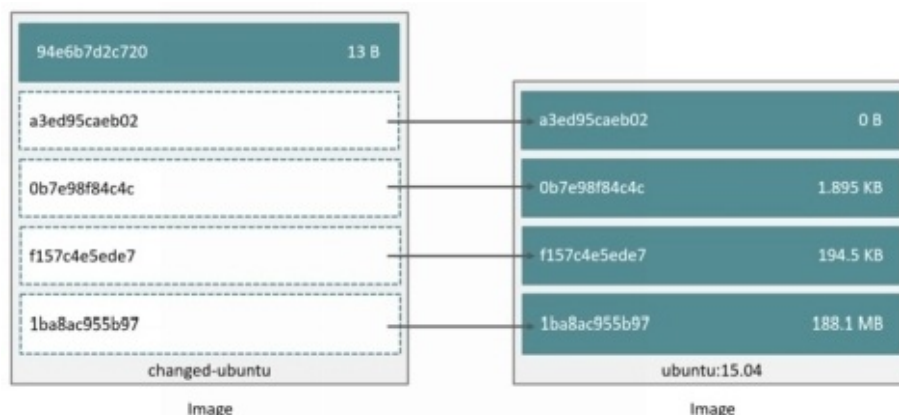 94e6b7d2c720 13 B
a3ed95caeb02
0b7e98f84c4c
f157c4e5ede7
1ba8ac955b97
changed-ubuntu
Image
a3ed95caeb02 0 B
0b7e98f84c4c 1.895 KB
f157c4e5ede7 194.5 KB
1ba8ac955b97 188.1 MB
ubuntu:15.04
Image